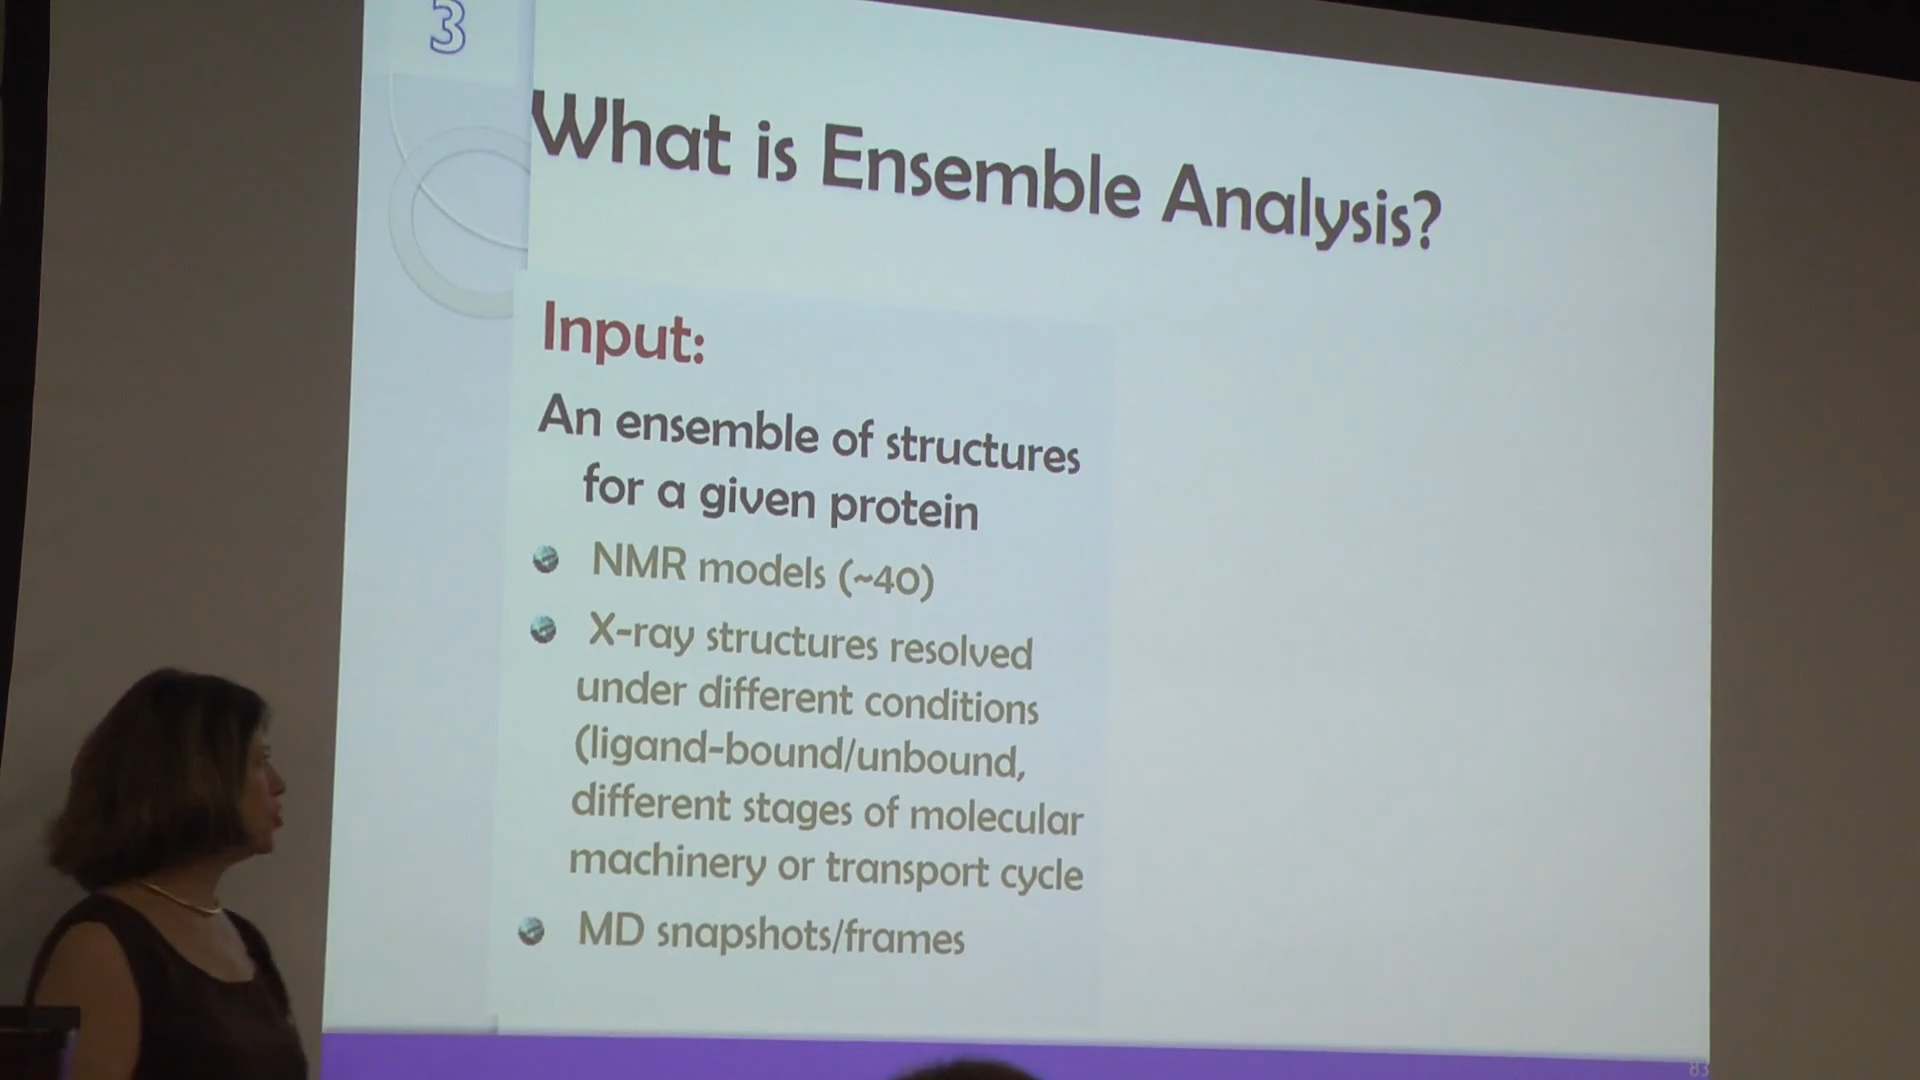 3
What is Ensemble Analysis?
Input:
An ensemble of structures
for a given protein
NMR models (~40)
X-ray structures resolved
under different conditions
(ligand-bound/unbound,
different stages of molecular
machinery or transport cycle
MD snapshots/frames
83